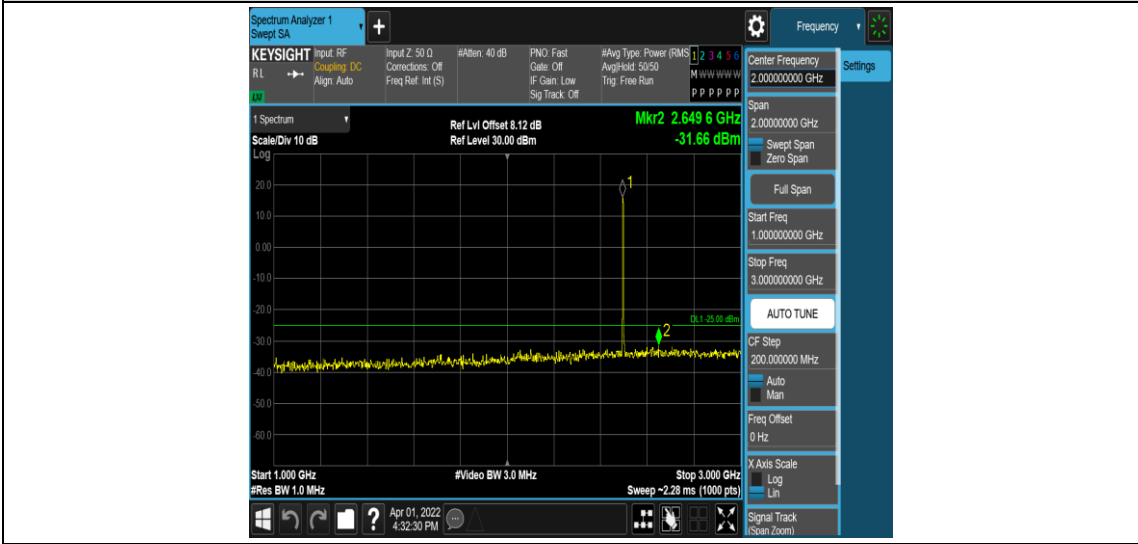 Spectrum Analyzer 1
Swept SA
+
Frequency
KEYSIGHT
RL
Input: RF
Coupling: DC
Align: Auto
Input Z: 50 Ω
Corrections: Off
Freq Ref: Int (S)
#Atten: 40 dB
PNO: Fast
Gate: Off
IF Gain: Low
Sig Track: Off
#Avg Type: Power (RMS
Avg|Hold: 50/50
Trig: Free Run
1 2 3 4 5 6
M W W W W W
P P P P P P
1 Spectrum
Scale/Div 10 dB
Log
Ref Lvl Offset 8.12 dB
Ref Level 30.00 dBm
Mkr2 2.649 6 GHz
-31.66 dBm
20.0
10.0
0.00
-10.0
-20.0
-30.0
-40.0
-50.0
-60.0
1
2
DL1 -25.00 dBm
Start 1.000 GHz
#Res BW 1.0 MHz
#Video BW 3.0 MHz
Stop 3.000 GHz
Sweep ~2.28 ms (1000 pts)
?
Apr 01, 2022
4:32:30 PM
Center Frequency
2.000000000 GHz
Settings
Span
2.00000000 GHz
Swept Span
Zero Span
Full Span
Start Freq
1.000000000 GHz
Stop Freq
3.000000000 GHz
AUTO TUNE
CF Step
200.000000 MHz
Auto
Man
Freq Offset
0 Hz
X Axis Scale
Log
Lin
Signal Track
(Span Zoom)